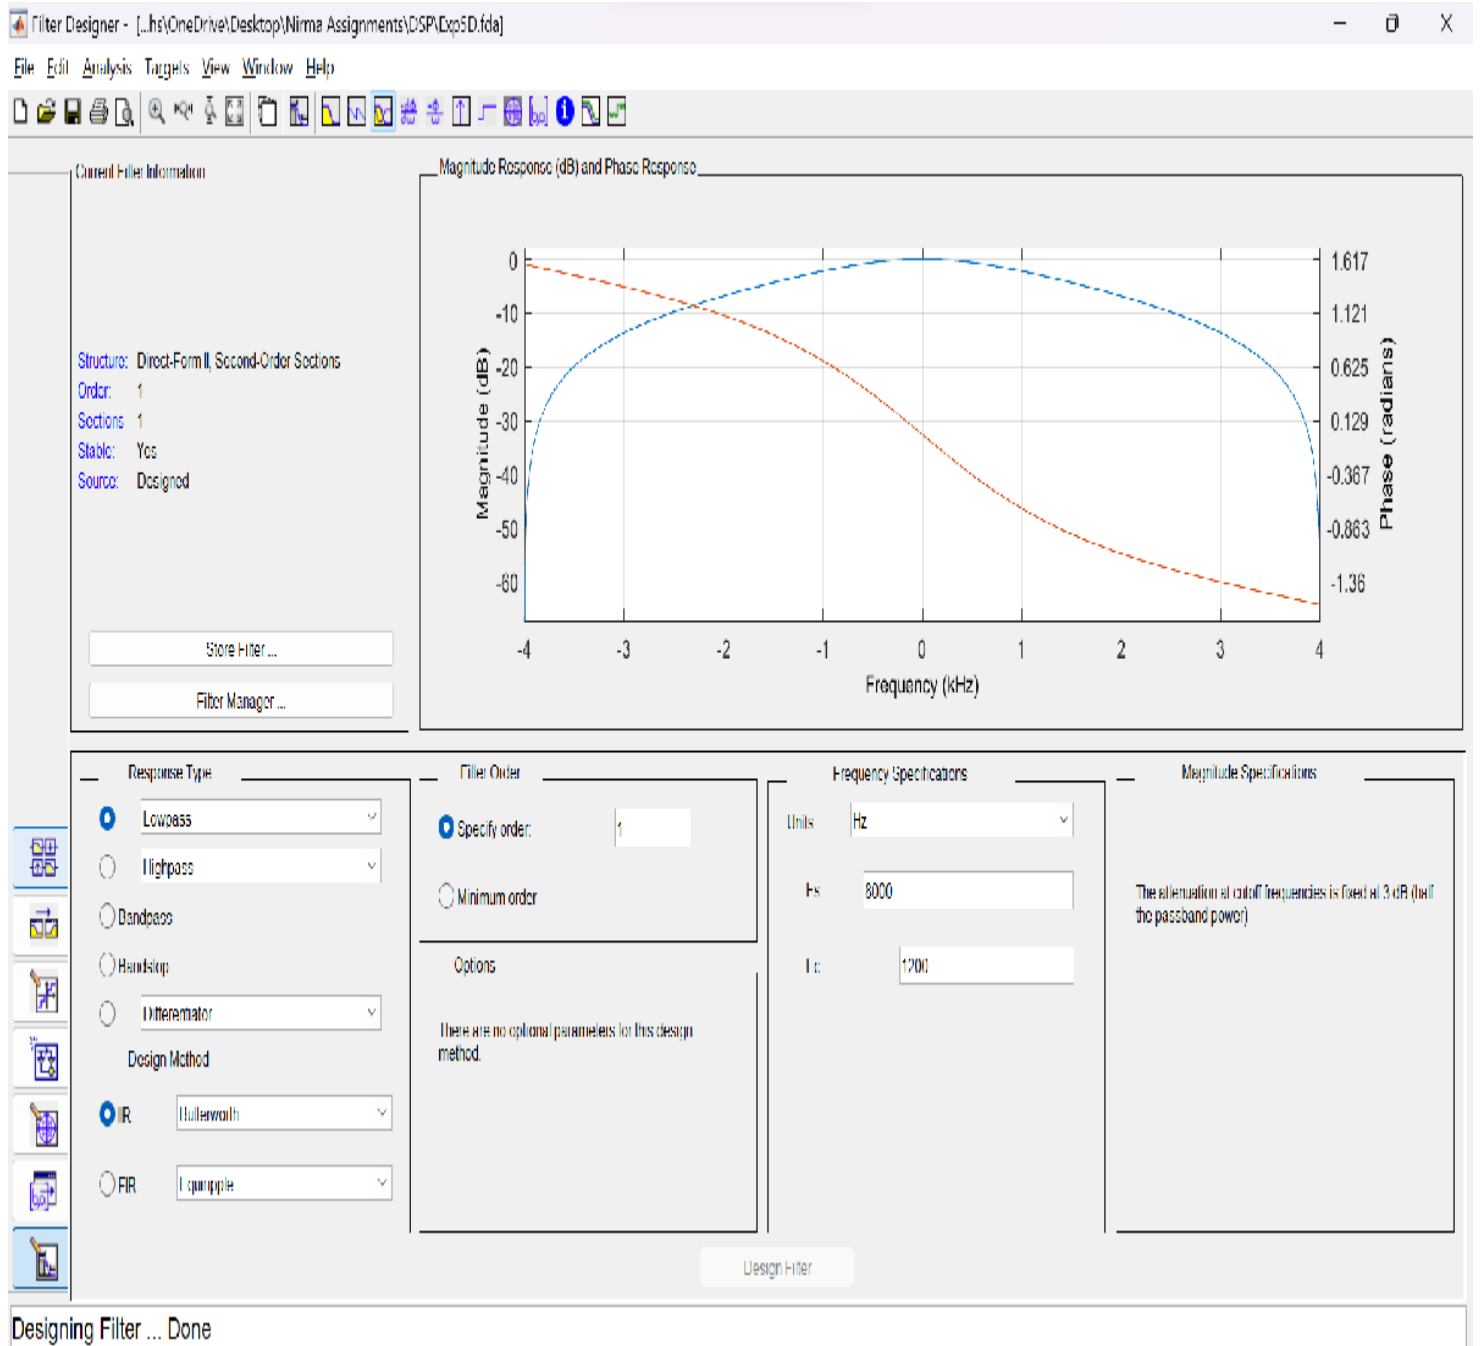 Filter Designer - [...hs\OneDrive\Desktop\Nirma Assignments\DSP\Exp5D.fda]
File Edit Analysis Targets View Window Help
Current Filter Information
Structure: Direct-Form II, Second-Order Sections
Order: 1
Sections 1
Stable: Yes
Source: Designed
Store Filter ...
Filter Manager ...
Magnitude Response (dB) and Phase Response
Magnitude (dB)
0
-10
-20
-30
-40
-50
-60
1.617
1.121
0.625
0.129
-0.367
-0.863
-1.36
Phase (radians)
-4 -3 -2 -1 0 1 2 3 4
Frequency (kHz)
Response Type
Lowpass
Highpass
Bandpass
Bandstop
Differentiator
Design Method
IIR Butterworth
FIR Equiripple
Filter Order
Specify order: 1
Minimum order
Options
There are no optional parameters for this design
method.
Frequency Specifications
Units Hz
Fs 8000
Fc 1200
Magnitude Specifications
The attenuation at cutoff frequencies is fixed at 3 dB (half
the passband power)
Design Filter
Designing Filter ... Done